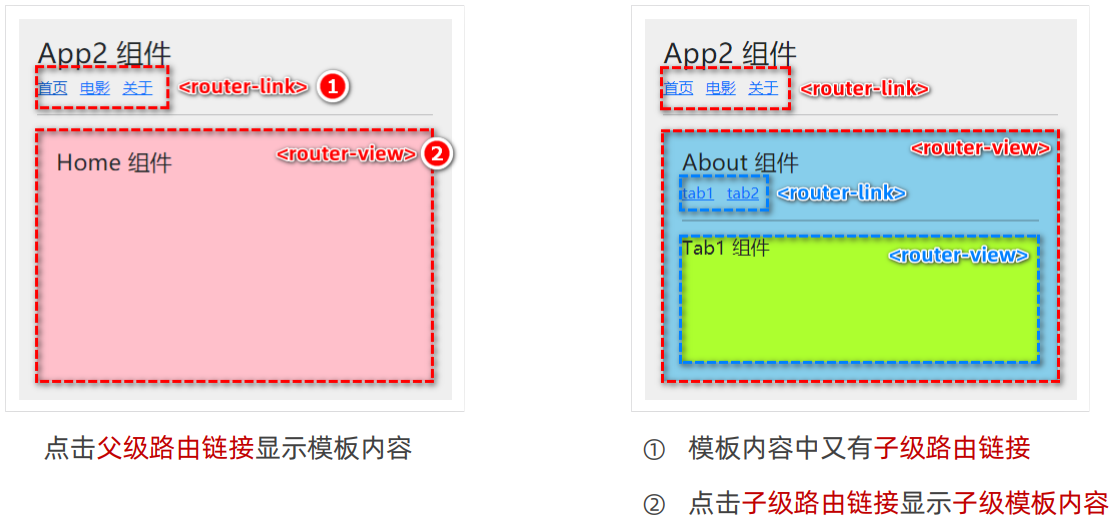 App2 组件
首页 电影 关于 <router-link> 1
Home 组件 <router-view> 2
点击父级路由链接显示模板内容
App2 组件
首页 电影 关于 <router-link>
<router-view>
About 组件
tab1 tab2 <router-link>
Tab1 组件 <router-view>
① 模板内容中又有子级路由链接
② 点击子级路由链接显示子级模板内容